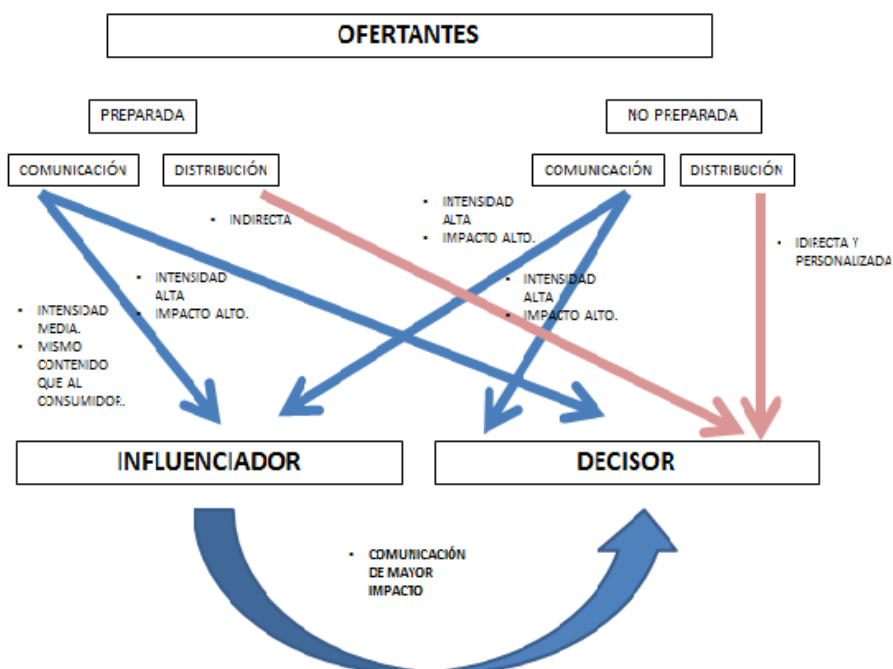 OFERTANTES
PREPARADA
NO PREPARADA
COMUNICACIÓN
DISTRIBUCIÓN
COMUNICACIÓN
DISTRIBUCIÓN
▪ INDIRECTA
▪ INTENSIDAD
ALTA
▪ IMPACTO ALTO.
▪ IDIRECTA Y
PERSONALIZADA
▪ INTENSIDAD
ALTA
▪ IMPACTO ALTO.
▪ INTENSIDAD
ALTA
▪ IMPACTO ALTO.
▪ INTENSIDAD
MEDIA.
▪ MISMO
CONTENIDO
QUE AL
CONSUMIDOR.
INFLUENCIADOR
DECISOR
▪ COMUNICACIÓN
DE MAYOR
IMPACTO